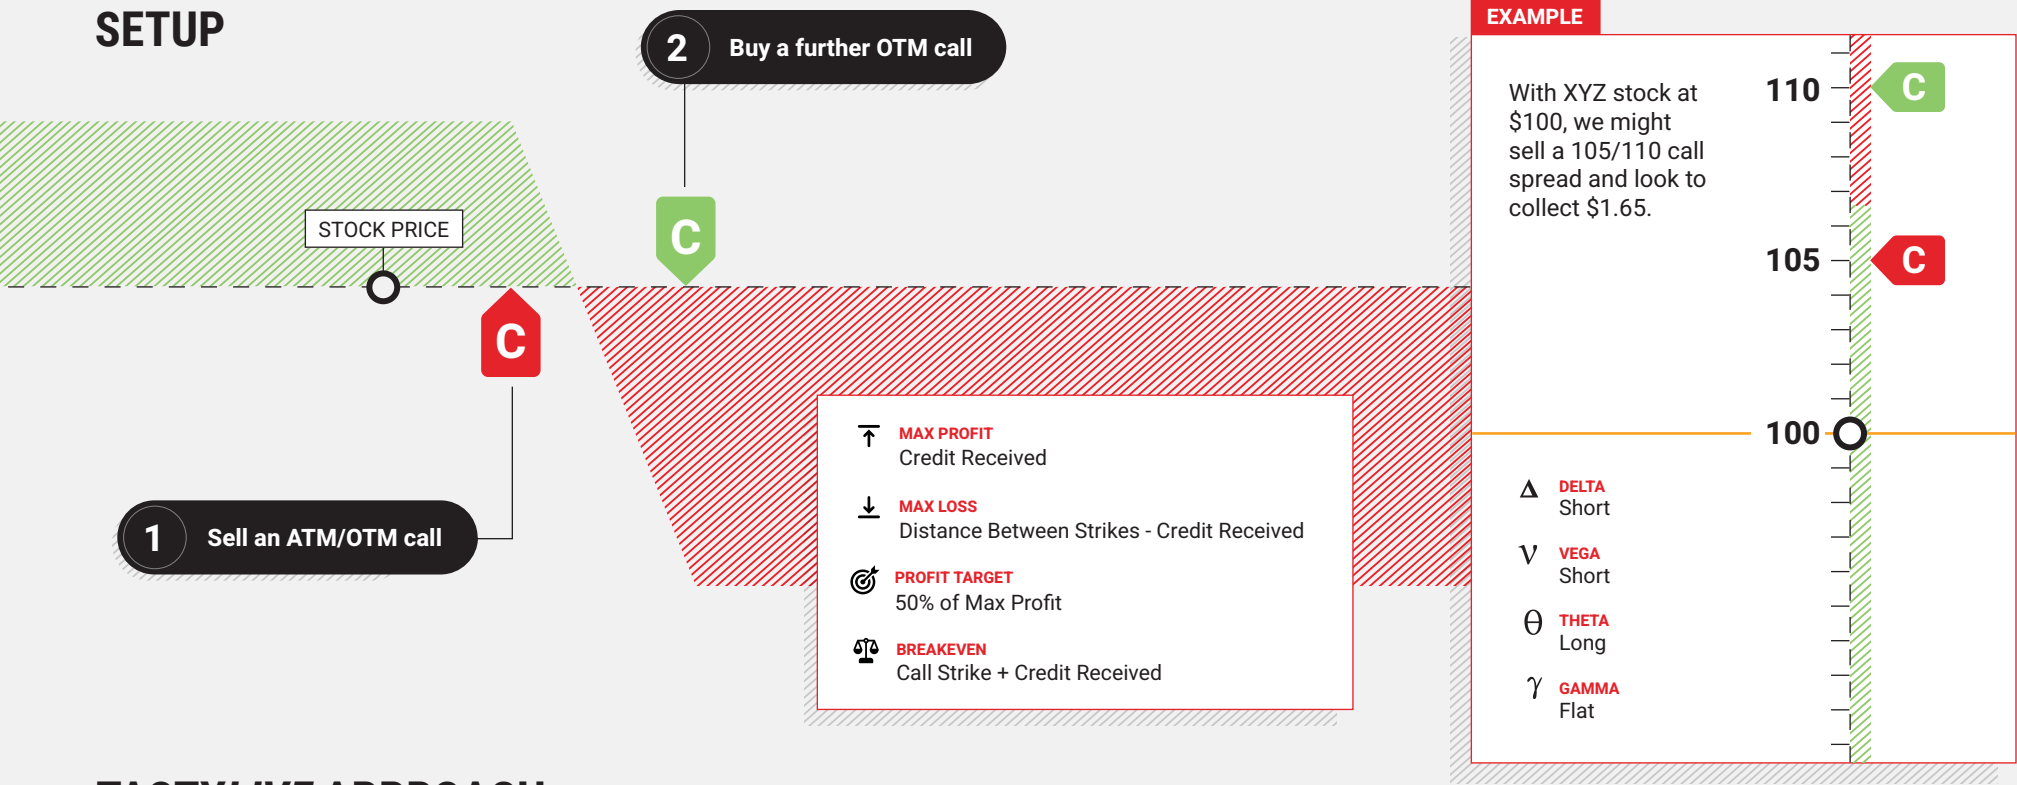 SETUP
2 Buy a further OTM call
STOCK PRICE
C
C
1 Sell an ATM/OTM call
MAX PROFIT
Credit Received
MAX LOSS
Distance Between Strikes - Credit Received
PROFIT TARGET
50% of Max Profit
BREAKEVEN
Call Strike + Credit Received
EXAMPLE
With XYZ stock at
$100, we might
sell a 105/110 call
spread and look to
collect $1.65.
110 C
105 C
100
Δ DELTA
Short
ν VEGA
Short
θ THETA
Long
γ GAMMA
Flat
TASTYLIVE APPROACH